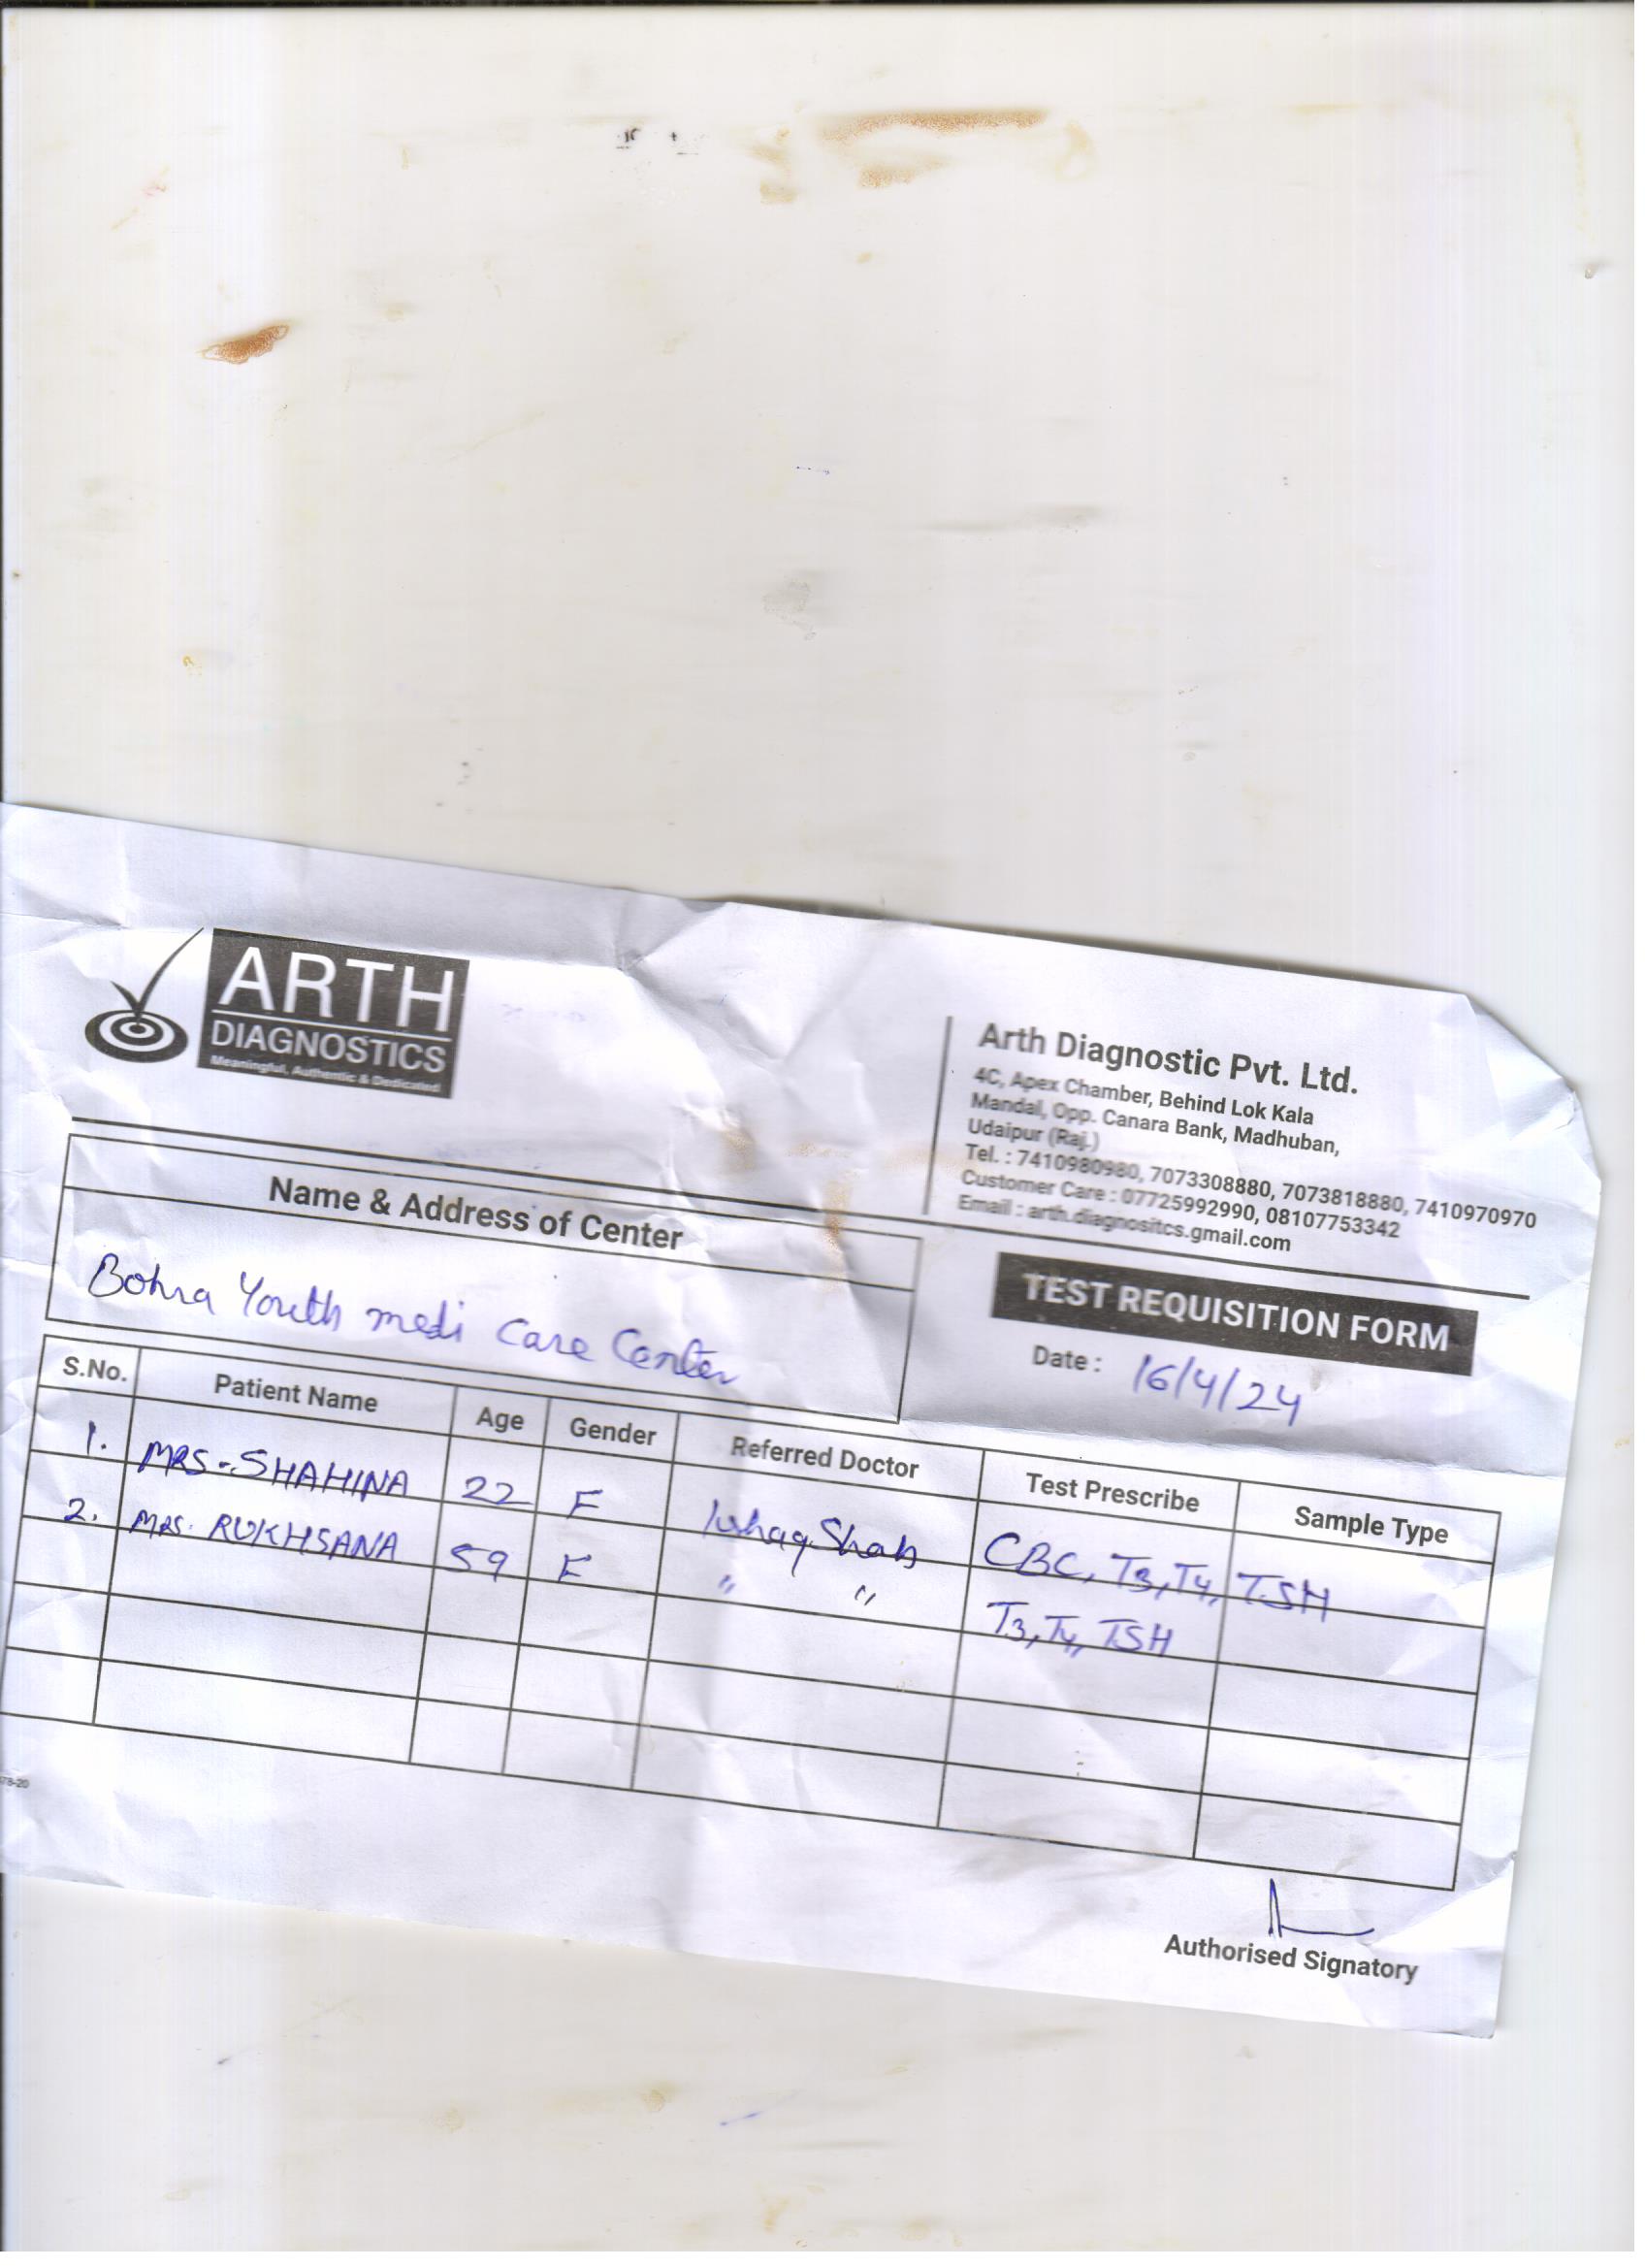 ARTH
DIAGNOSTICS
Meaningful, Authentic & Dedicated
Arth Diagnostic Pvt. Ltd.
4C, Apex Chamber, Behind Lok Kala
Mandal, Opp. Canara Bank, Madhuban,
Udaipur (Raj.)
Tel. : 7410980980, 7073308880, 7073818880, 7410970970
Customer Care : 07725992990, 08107753342
Email : arth.diagnositcs.gmail.com
Name & Address of Center
Bohra Youth medi Care Center
TEST REQUISITION FORM
Date : 16/4/24
S.No. Patient Name Age Gender Referred Doctor Test Prescribe Sample Type
1. MRS. SHAHINA 22 F Ishaq Shah CBC, T3, T4, TSH
2. MRS. RUKHSANA 59 F " " T3, T4, TSH
78-20
Authorised Signatory